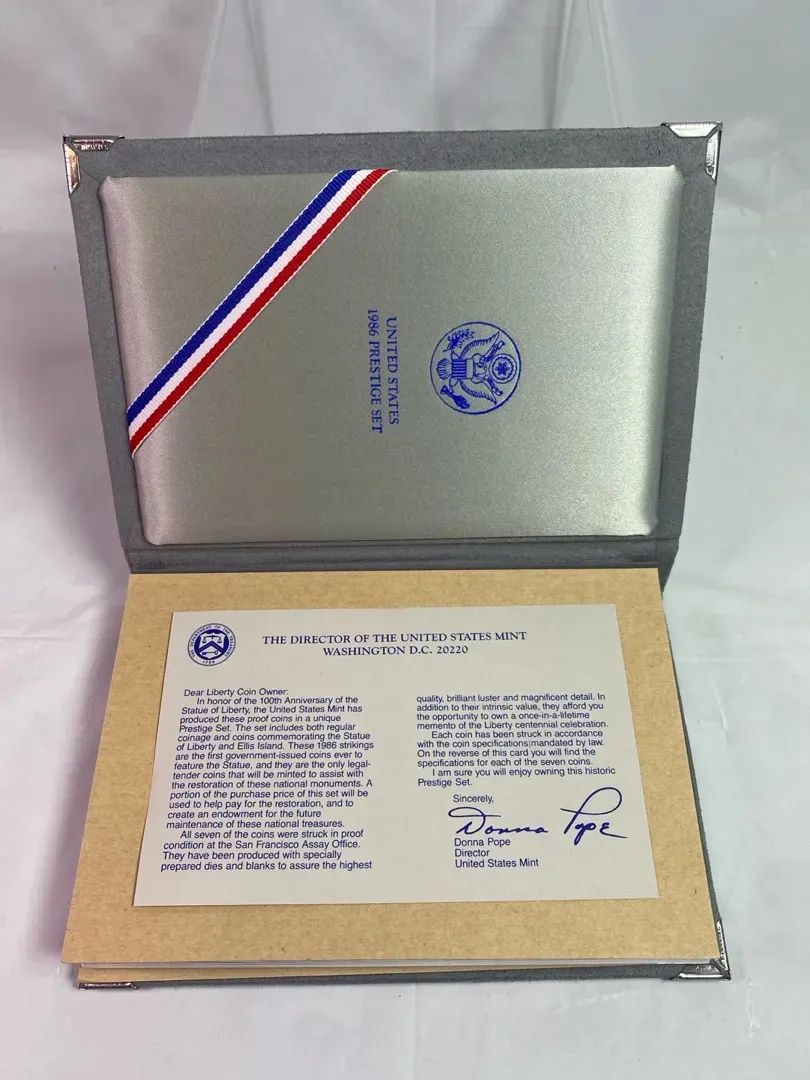 UNITED STATES
1986 PRESTIGE SET
THE DIRECTOR OF THE UNITED STATES MINT
WASHINGTON D.C. 20220
Dear Liberty Coin Owner:
In honor of the 100th Anniversary of the
Statue of Liberty, the United States Mint has
produced these proof coins in a unique
Prestige Set. The set includes both regular
coinage and coins commemorating the Statue
of Liberty and Ellis Island. These 1986 strikings
are the first government-issued coins ever to
feature the Statue, and they are the only legal-
tender coins that will be minted to assist with
the restoration of these national monuments. A
portion of the purchase price of this set will be
used to help pay for the restoration, and to
create an endowment for the future
maintenance of these national treasures.
All seven of the coins were struck in proof
condition at the San Francisco Assay Office.
They have been produced with specially
prepared dies and blanks to assure the highest
quality, brilliant luster and magnificent detail. In
addition to their intrinsic value, they afford you
the opportunity to own a once-in-a-lifetime
memento of the Liberty centennial celebration.
Each coin has been struck in accordance
with the coin specifications mandated by law.
On the reverse of this card you will find the
specifications for each of the seven coins.
I am sure you will enjoy owning this historic
Prestige Set.
Sincerely,
Donna Pope
Donna Pope
Director
United States Mint